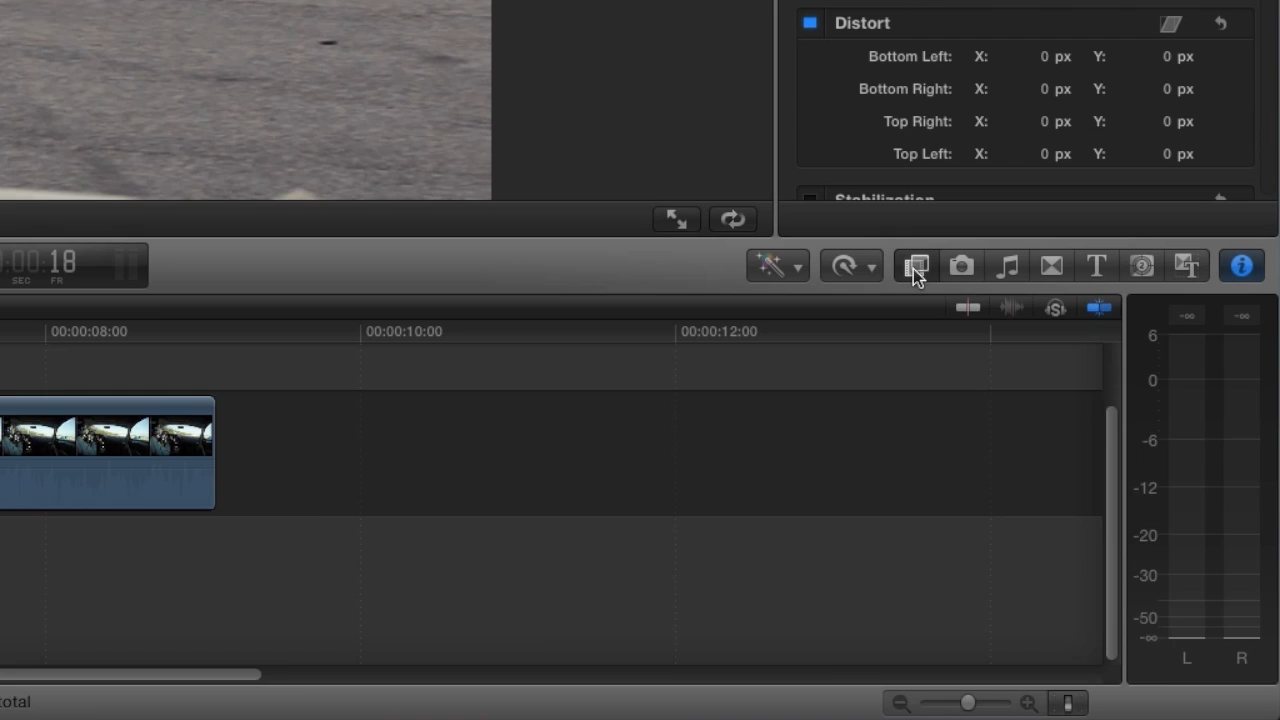 Distort
Bottom Left: X: 0 px Y: 0 px
Bottom Right: X: 0 px Y: 0 px
Top Right: X: 0 px Y: 0 px
Top Left: X: 0 px Y: 0 px
Stabilization
:00:18
SEC FR
T
00:00:08:00 00:00:10:00 00:00:12:00
-∞ -∞
6
0
-6
-12
-20
-30
-50
-∞
L R
total